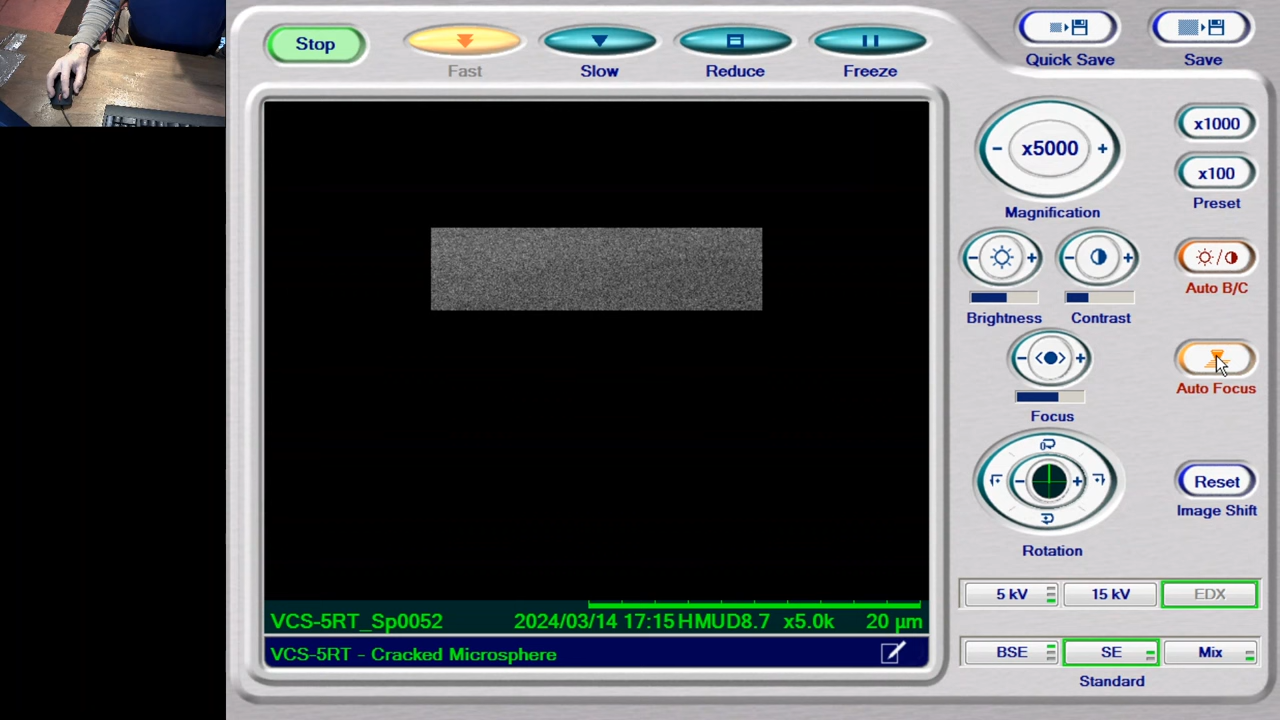 Stop
Fast
Slow
Reduce
Freeze
Quick Save
Save
x5000
Magnification
x1000
x100
Preset
Brightness
Contrast
Auto B/C
Focus
Auto Focus
Rotation
Reset
Image Shift
5 kV
15 kV
EDX
BSE
SE
Mix
Standard
VCS-5RT_Sp0052 2024/03/14 17:15 HMUD8.7 x5.0k 20 µm
VCS-5RT - Cracked Microsphere